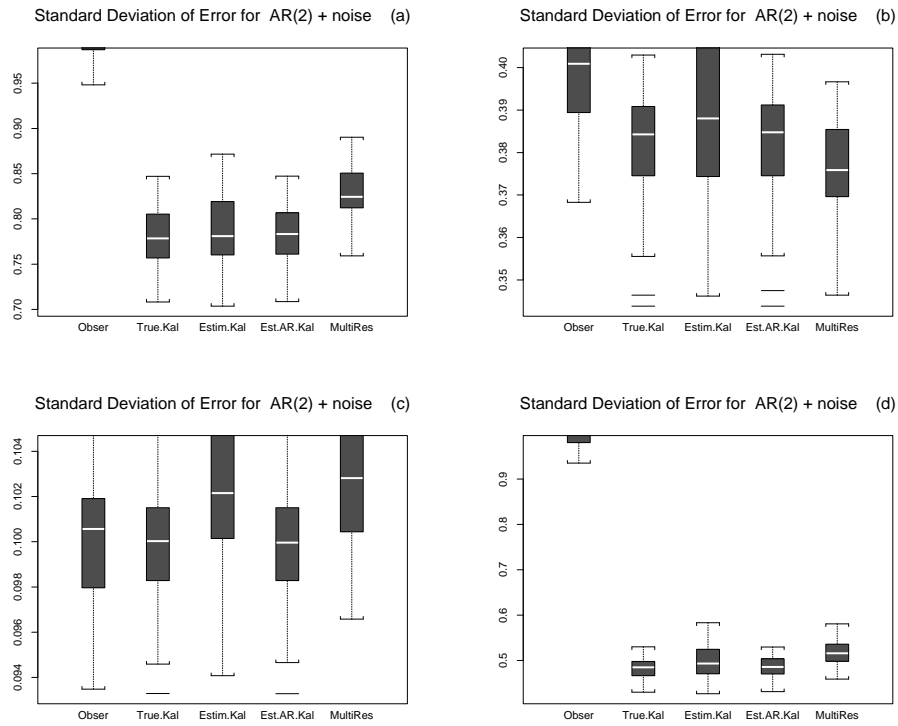 Standard Deviation of Error for AR(2) + noise (a)
0.95
0.90
0.85
0.80
0.75
0.70
Obser True.Kal Estim.Kal Est.AR.Kal MultiRes
Standard Deviation of Error for AR(2) + noise (b)
0.40
0.39
0.38
0.37
0.36
0.35
Obser True.Kal Estim.Kal Est.AR.Kal MultiRes
Standard Deviation of Error for AR(2) + noise (c)
0.104
0.102
0.100
0.098
0.096
0.094
Obser True.Kal Estim.Kal Est.AR.Kal MultiRes
Standard Deviation of Error for AR(2) + noise (d)
0.9
0.8
0.7
0.6
0.5
Obser True.Kal Estim.Kal Est.AR.Kal MultiRes